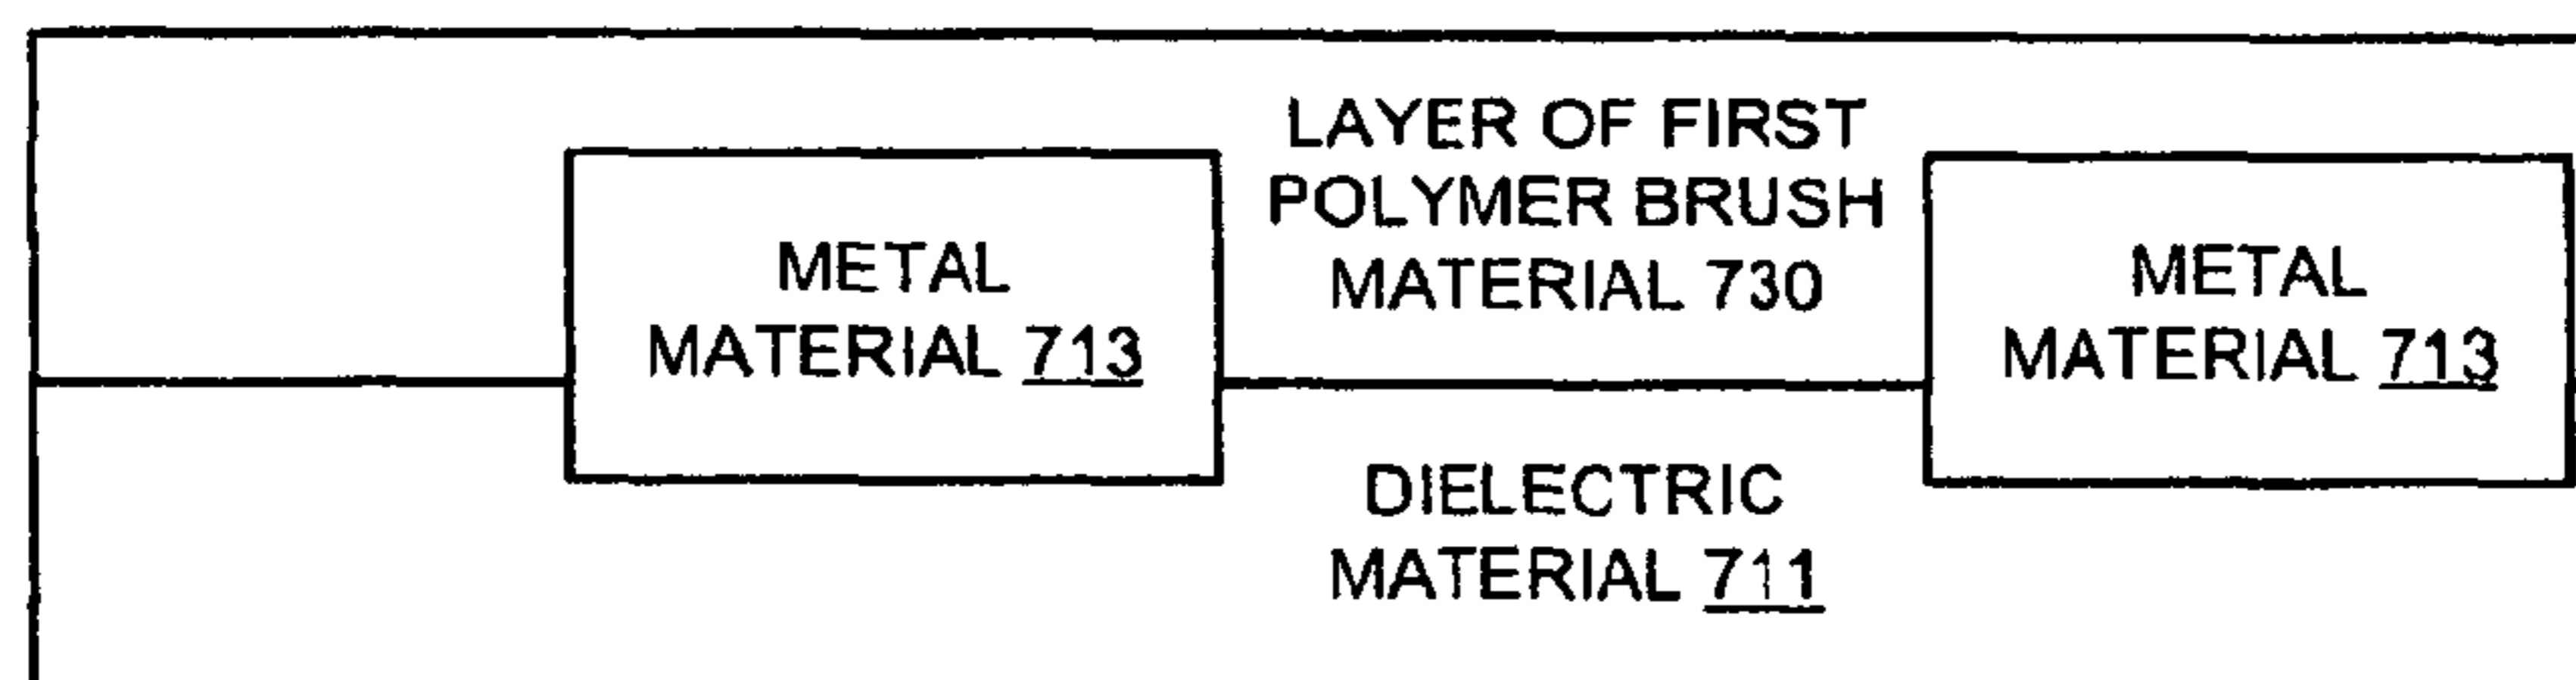 LAYER OF FIRST
POLYMER BRUSH
MATERIAL 730
METAL
MATERIAL 713
METAL
MATERIAL 713
DIELECTRIC
MATERIAL 711